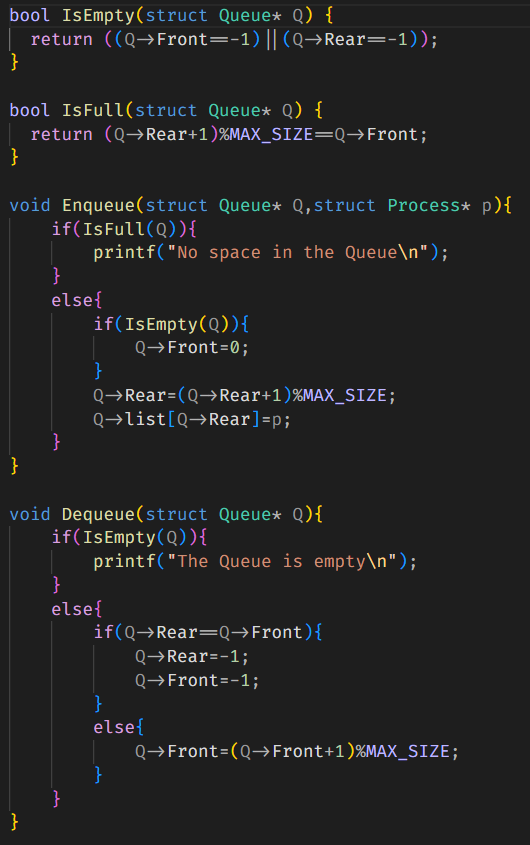 bool IsEmpty(struct Queue* Q) {
  return ((Q->Front==-1)||(Q->Rear==-1));
}

bool IsFull(struct Queue* Q) {
  return (Q->Rear+1)%MAX_SIZE==Q->Front;
}

void Enqueue(struct Queue* Q,struct Process* p){
    if(IsFull(Q)){
        printf("No space in the Queue\n");
    }
    else{
        if(IsEmpty(Q)){
            Q->Front=0;
        }
        Q->Rear=(Q->Rear+1)%MAX_SIZE;
        Q->list[Q->Rear]=p;
    }
}

void Dequeue(struct Queue* Q){
    if(IsEmpty(Q)){
        printf("The Queue is empty\n");
    }
    else{
        if(Q->Rear==Q->Front){
            Q->Rear=-1;
            Q->Front=-1;
        }
        else{
            Q->Front=(Q->Front+1)%MAX_SIZE;
        }
    }
}